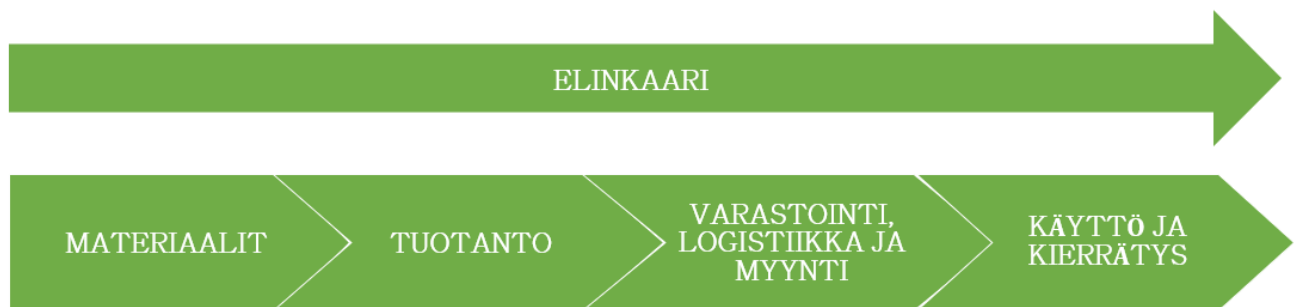 ELINKAARI
MATERIAALIT
TUOTANTO
VARASTOINTI,
LOGISTIIKKA JA
MYYNTI
KÄYTTÖ JA
KIERRÄTYS